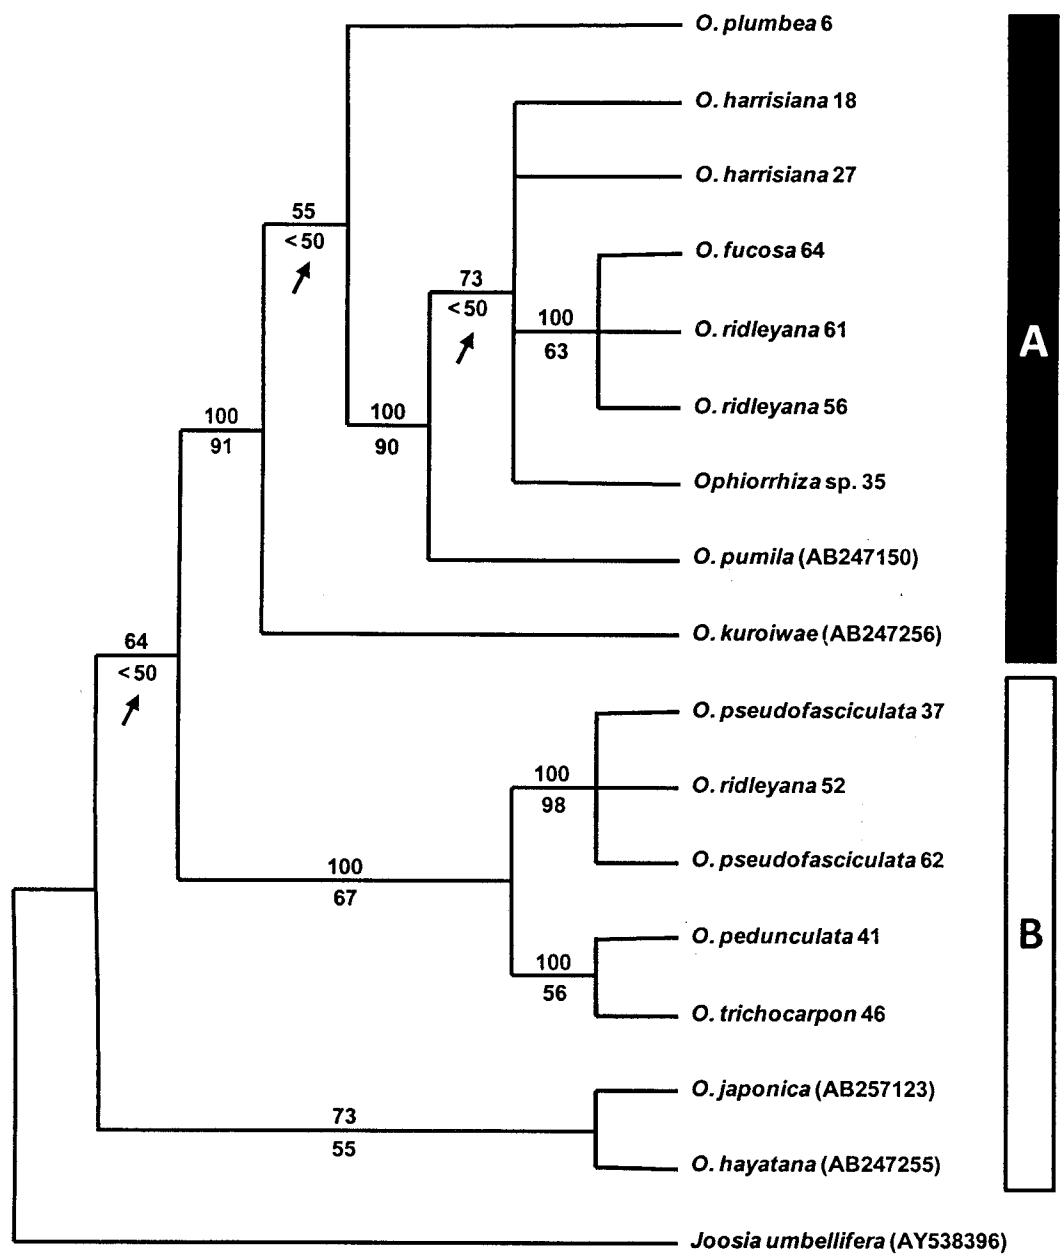 O. plumbea 6
O. harrisiana 18
O. harrisiana 27
55
< 50
O. fucosa 64
73
< 50
100
63
O. ridleyana 61
A
O. ridleyana 56
100
90
100
91
Ophiorrhiza sp. 35
O. pumila (AB247150)
O. kuroiwae (AB247256)
64
< 50
O. pseudofasciculata 37
100
98
O. ridleyana 52
O. pseudofasciculata 62
100
67
O. pedunculata 41
B
100
56
O. trichocarpon 46
O. japonica (AB257123)
73
55
O. hayatana (AB247255)
Joosia umbellifera (AY538396)